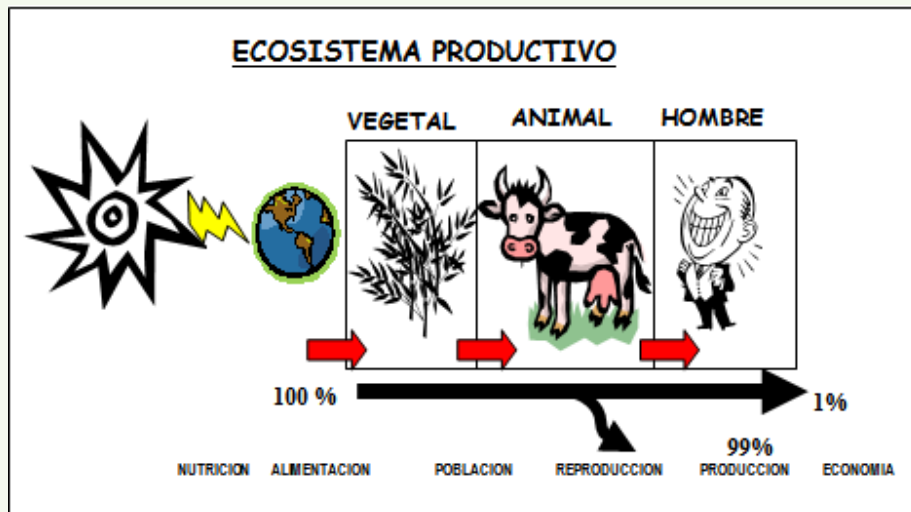 ECOSISTEMA PRODUCTIVO
VEGETAL ANIMAL HOMBRE
100 % 1%
99%
NUTRICION ALIMENTACION POBLACION REPRODUCCION PRODUCCION ECONOMIA